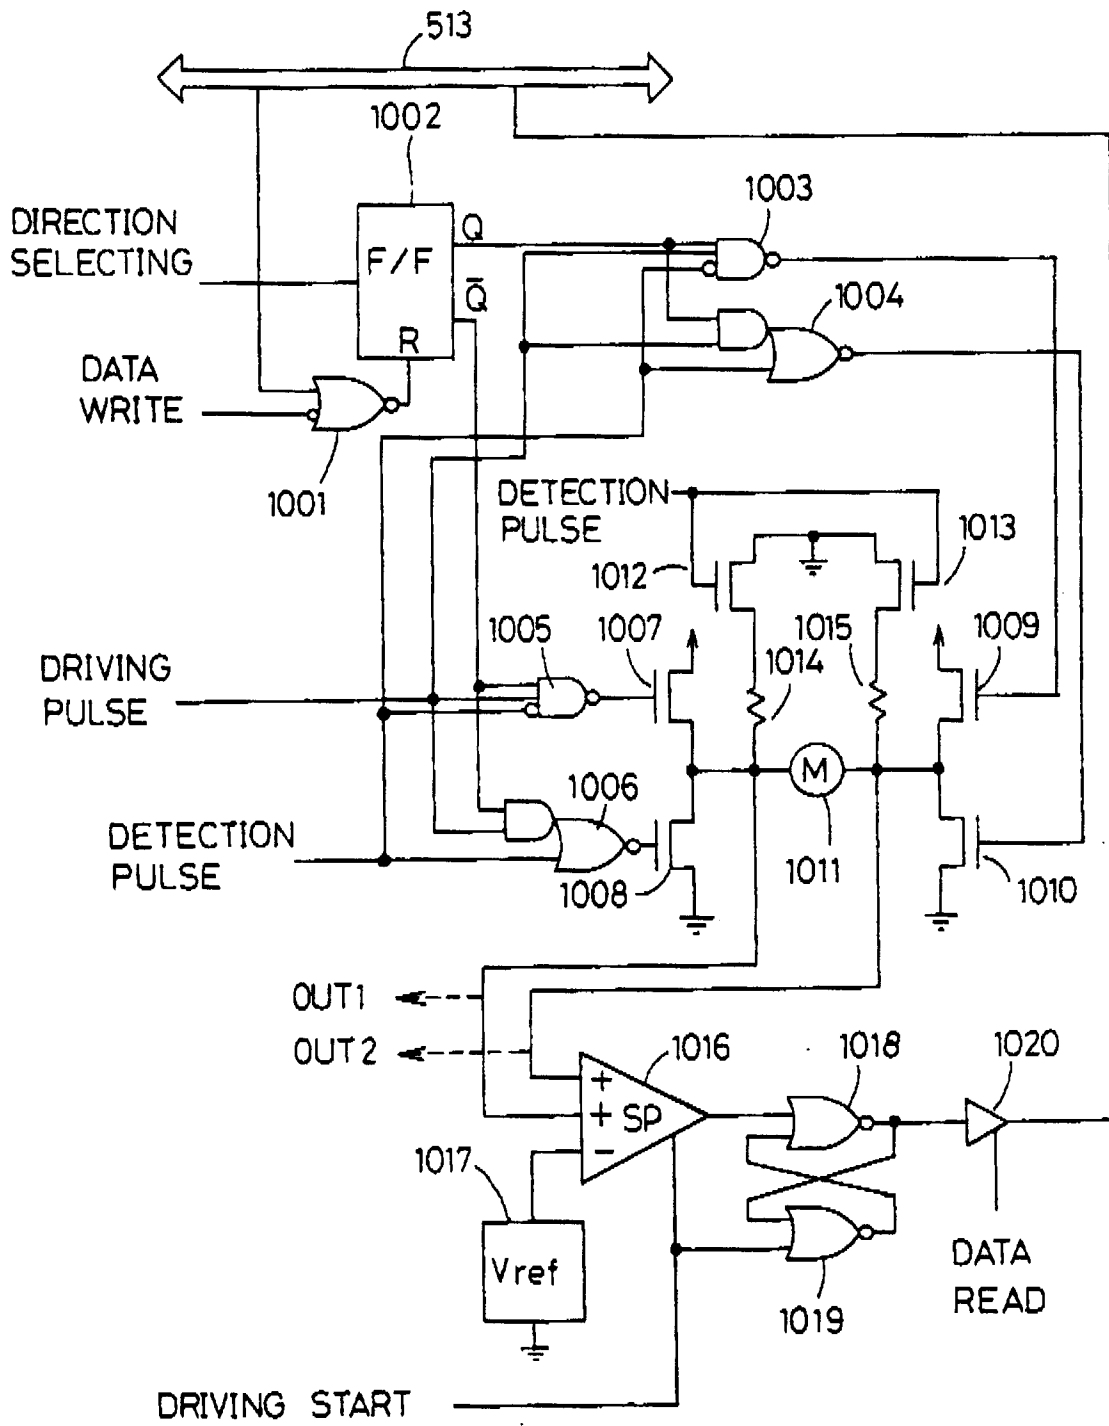 513
1002
1003
DIRECTION
SELECTING
F/F
Q
Q̄
R
1004
DATA
WRITE
1001
DETECTION
PULSE
1012
1013
1005
1007
1014
1015
1009
DRIVING
PULSE
M
1006
1011
1008
1010
DETECTION
PULSE
OUT1
OUT2
1016
1018
1020
+
+ SP
-
1017
Vref
1019
DATA
READ
DRIVING START